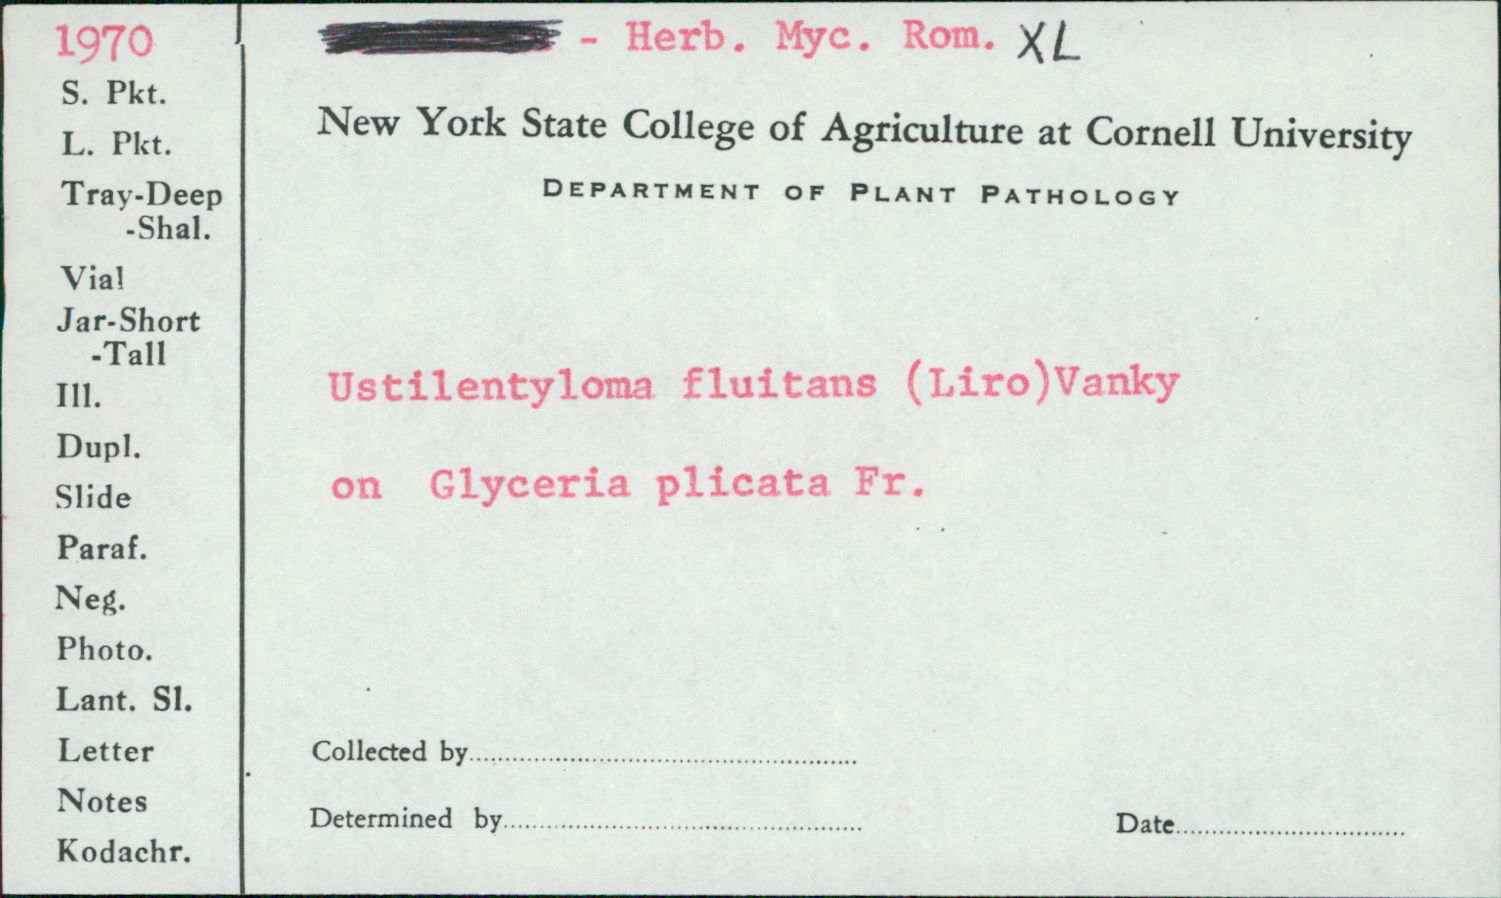 1970
S. Pkt.
L. Pkt.
Tray-Deep
-Shal.
Vial
Jar-Short
-Tall
Ill.
Dupl.
Slide
Paraf.
Neg.
Photo.
Lant. Sl.
Letter
Notes
Kodachr.
- Herb. Myc. Rom. XL
New York State College of Agriculture at Cornell University
DEPARTMENT OF PLANT PATHOLOGY
Ustilentyloma fluitans (Liro)Vanky
on Glyceria plicata Fr.
Collected by
Determined by
Date